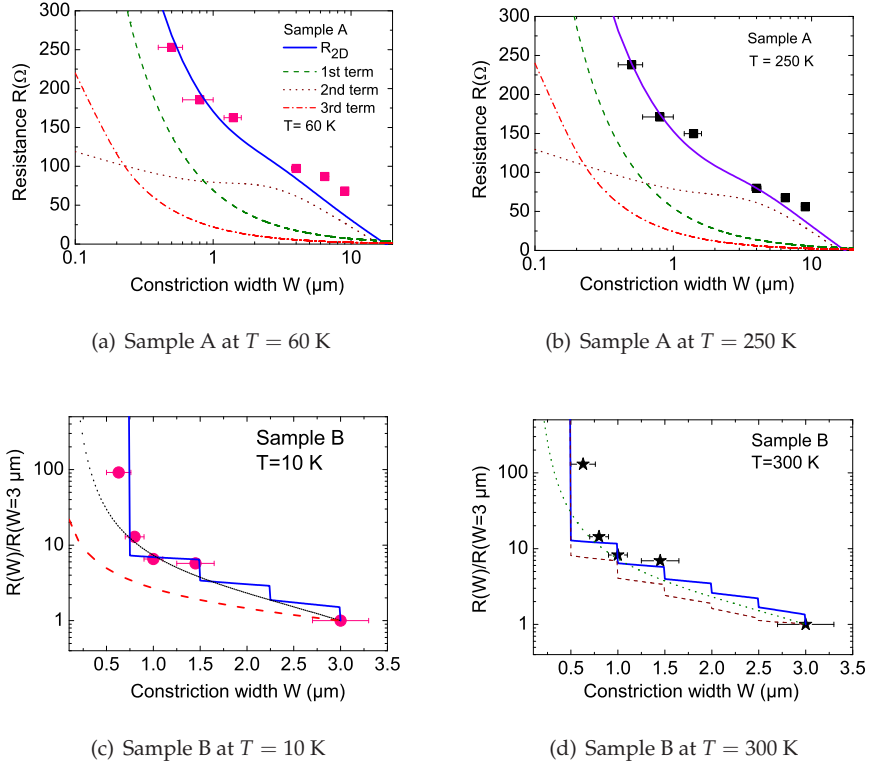 300
250
200
150
100
50
0
Resistance R(Ω)
Sample A
R2D
1st term
2nd term
3rd term
T= 60 K
0.1 1 10
Constriction width W (µm)
(a) Sample A at T = 60 K
300
250
200
150
100
50
0
Resistance R(Ω)
Sample A
T = 250 K
0.1 1 10
Constriction width W (µm)
(b) Sample A at T = 250 K
100
10
1
R(W)/R(W=3 µm)
Sample B
T=10 K
0.5 1.0 1.5 2.0 2.5 3.0 3.5
Constriction width W (µm)
(c) Sample B at T = 10 K
100
10
1
R(W)/R(W=3 µm)
Sample B
T=300 K
0.5 1.0 1.5 2.0 2.5 3.0 3.5
Constriction width W (µm)
(d) Sample B at T = 300 K